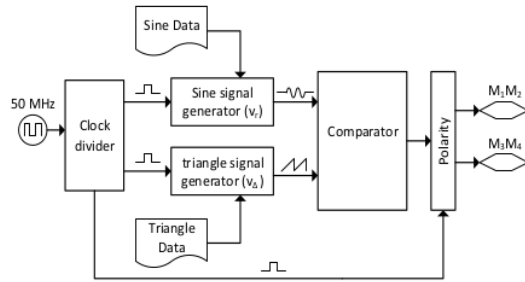 Sine Data
50 MHz
Clock
divider
Sine signal
generator (vᵣ)
triangle signal
generator (v△)
Triangle
Data
Comparator
Polarity
M₁M₂
M₃M₄